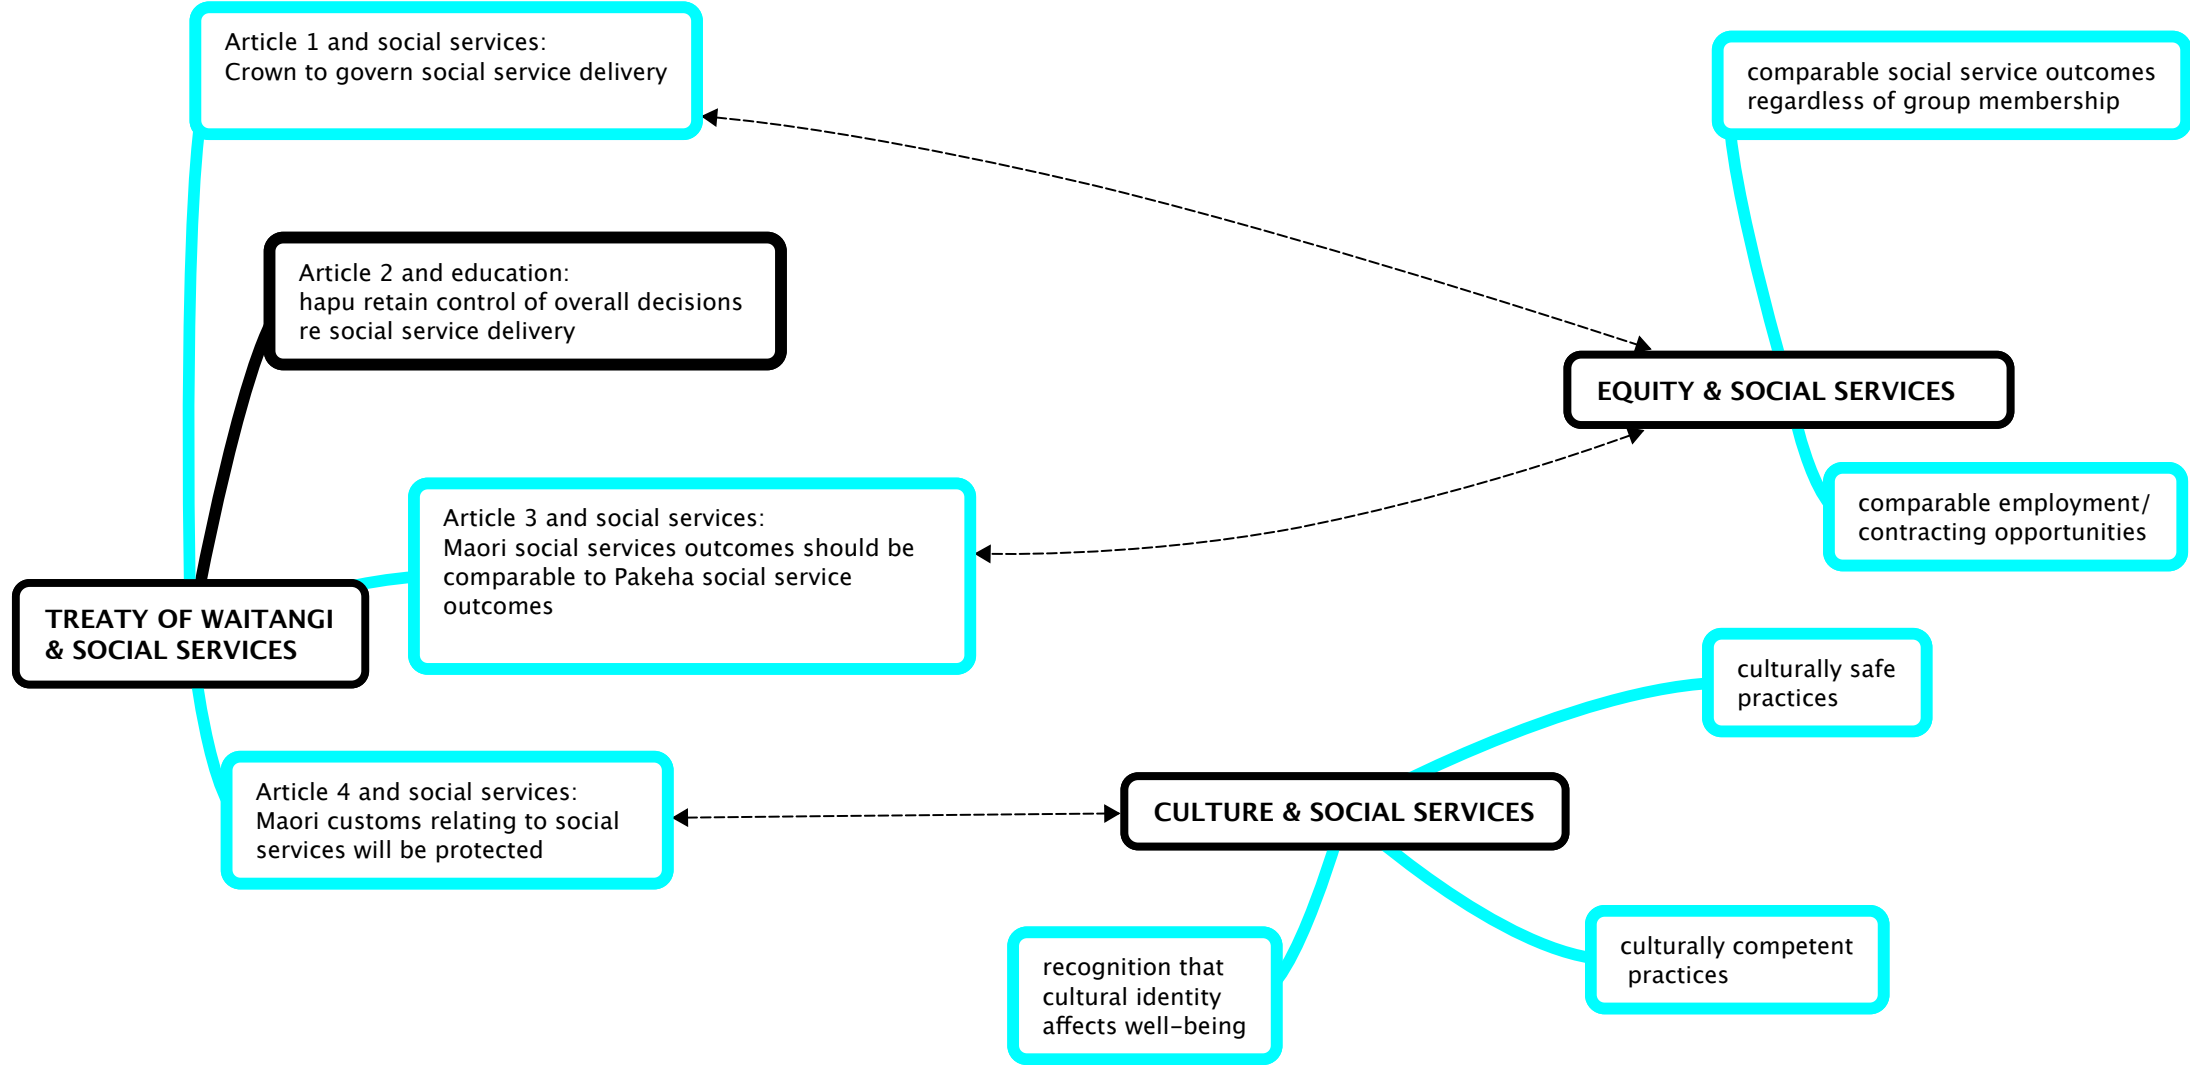 Article 1 and social services:
Crown to govern social service delivery
comparable social service outcomes
regardless of group membership
Article 2 and education:
hapu retain control of overall decisions
re social service delivery
EQUITY & SOCIAL SERVICES
Article 3 and social services:
Maori social services outcomes should be
comparable to Pakeha social service
outcomes
comparable employment/
contracting opportunities
TREATY OF WAITANGI
& SOCIAL SERVICES
culturally safe
practices
Article 4 and social services:
Maori customs relating to social
services will be protected
CULTURE & SOCIAL SERVICES
recognition that
cultural identity
affects well-being
culturally competent
practices